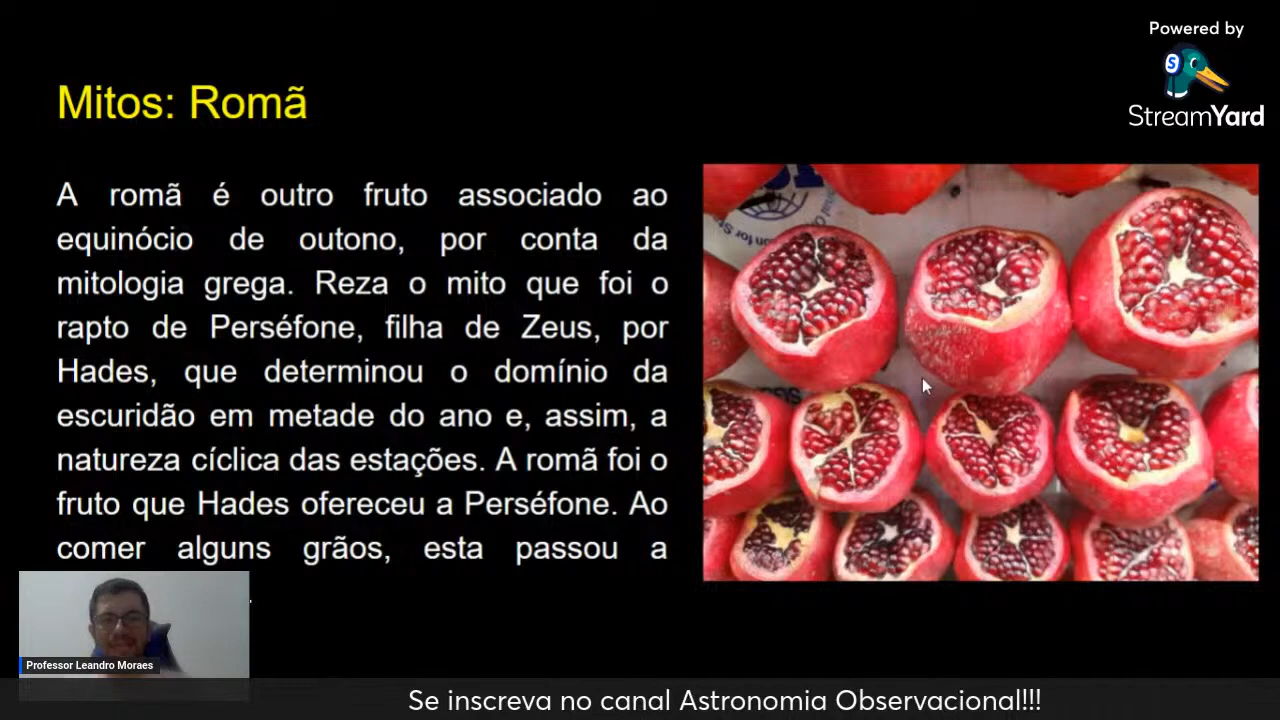 Powered by
StreamYard
Mitos: Romã
A romã é outro fruto associado ao
equinócio de outono, por conta da
mitologia grega. Reza o mito que foi o
rapto de Perséfone, filha de Zeus, por
Hades, que determinou o domínio da
escuridão em metade do ano e, assim, a
natureza cíclica das estações. A romã foi o
fruto que Hades ofereceu a Perséfone. Ao
comer alguns grãos, esta passou a
Professor Leandro Moraes
Se inscreva no canal Astronomia Observacional!!!